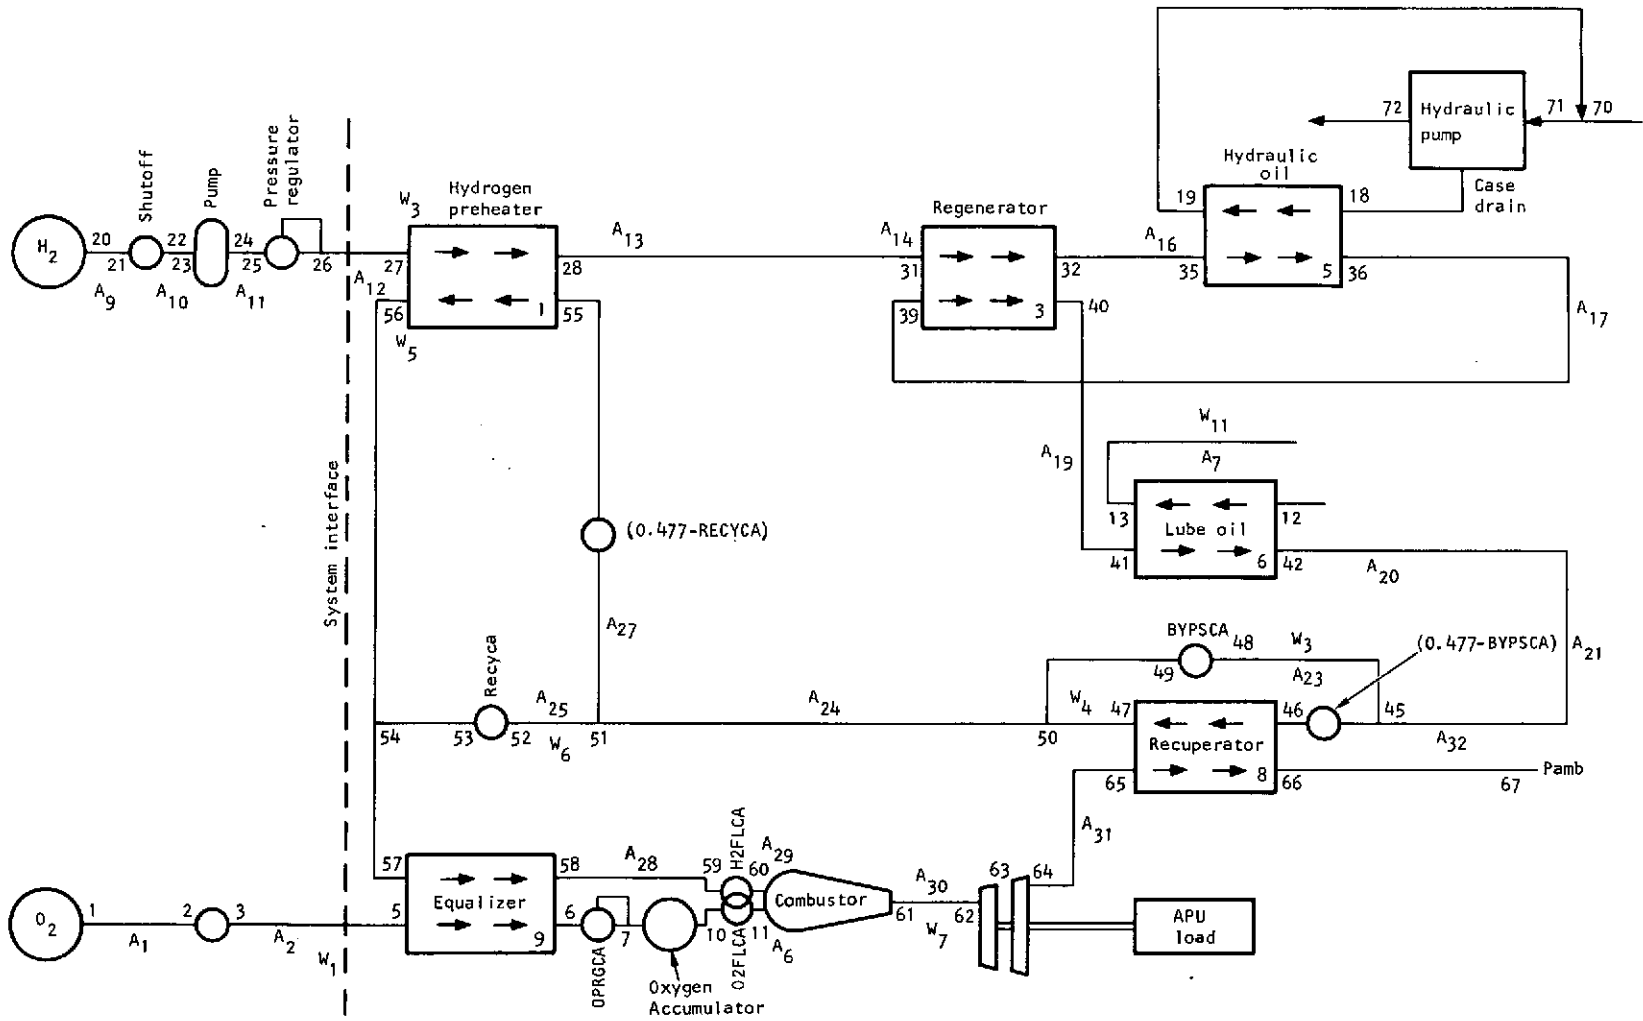 72
Hydraulic
pump
71
70
Hydraulic
oil
Case
drain
19
18
35
5
36
A16
A17
Shutoff
Pump
Pressure
regulator
H2
20
21
22
23
24
25
26
A9
A10
A11
A12
W3
Hydrogen
preheater
27
28
56
1
55
W5
A13
A14
Regenerator
31
32
39
3
40
System interface
(0.477-RECYCA)
A27
W11
A7
A19
13
12
Lube oil
41
6
42
A20
BYPSCA
48
W3
(0.477-BYPSCA)
49
A23
A21
Recyca
A25
A24
W4
47
46
45
54
53
52
W6
51
50
Recuperator
A32
65
8
66
67
Pamb
A31
57
58
A28
59
H2FLCA
60
A29
63
64
O2
1
2
3
5
Equalizer
6
7
10
11
Combustor
A30
61
62
W7
APU
load
A1
A2
W1
9
OPRGCA
O2FLCA
A6
Oxygen
Accumulator